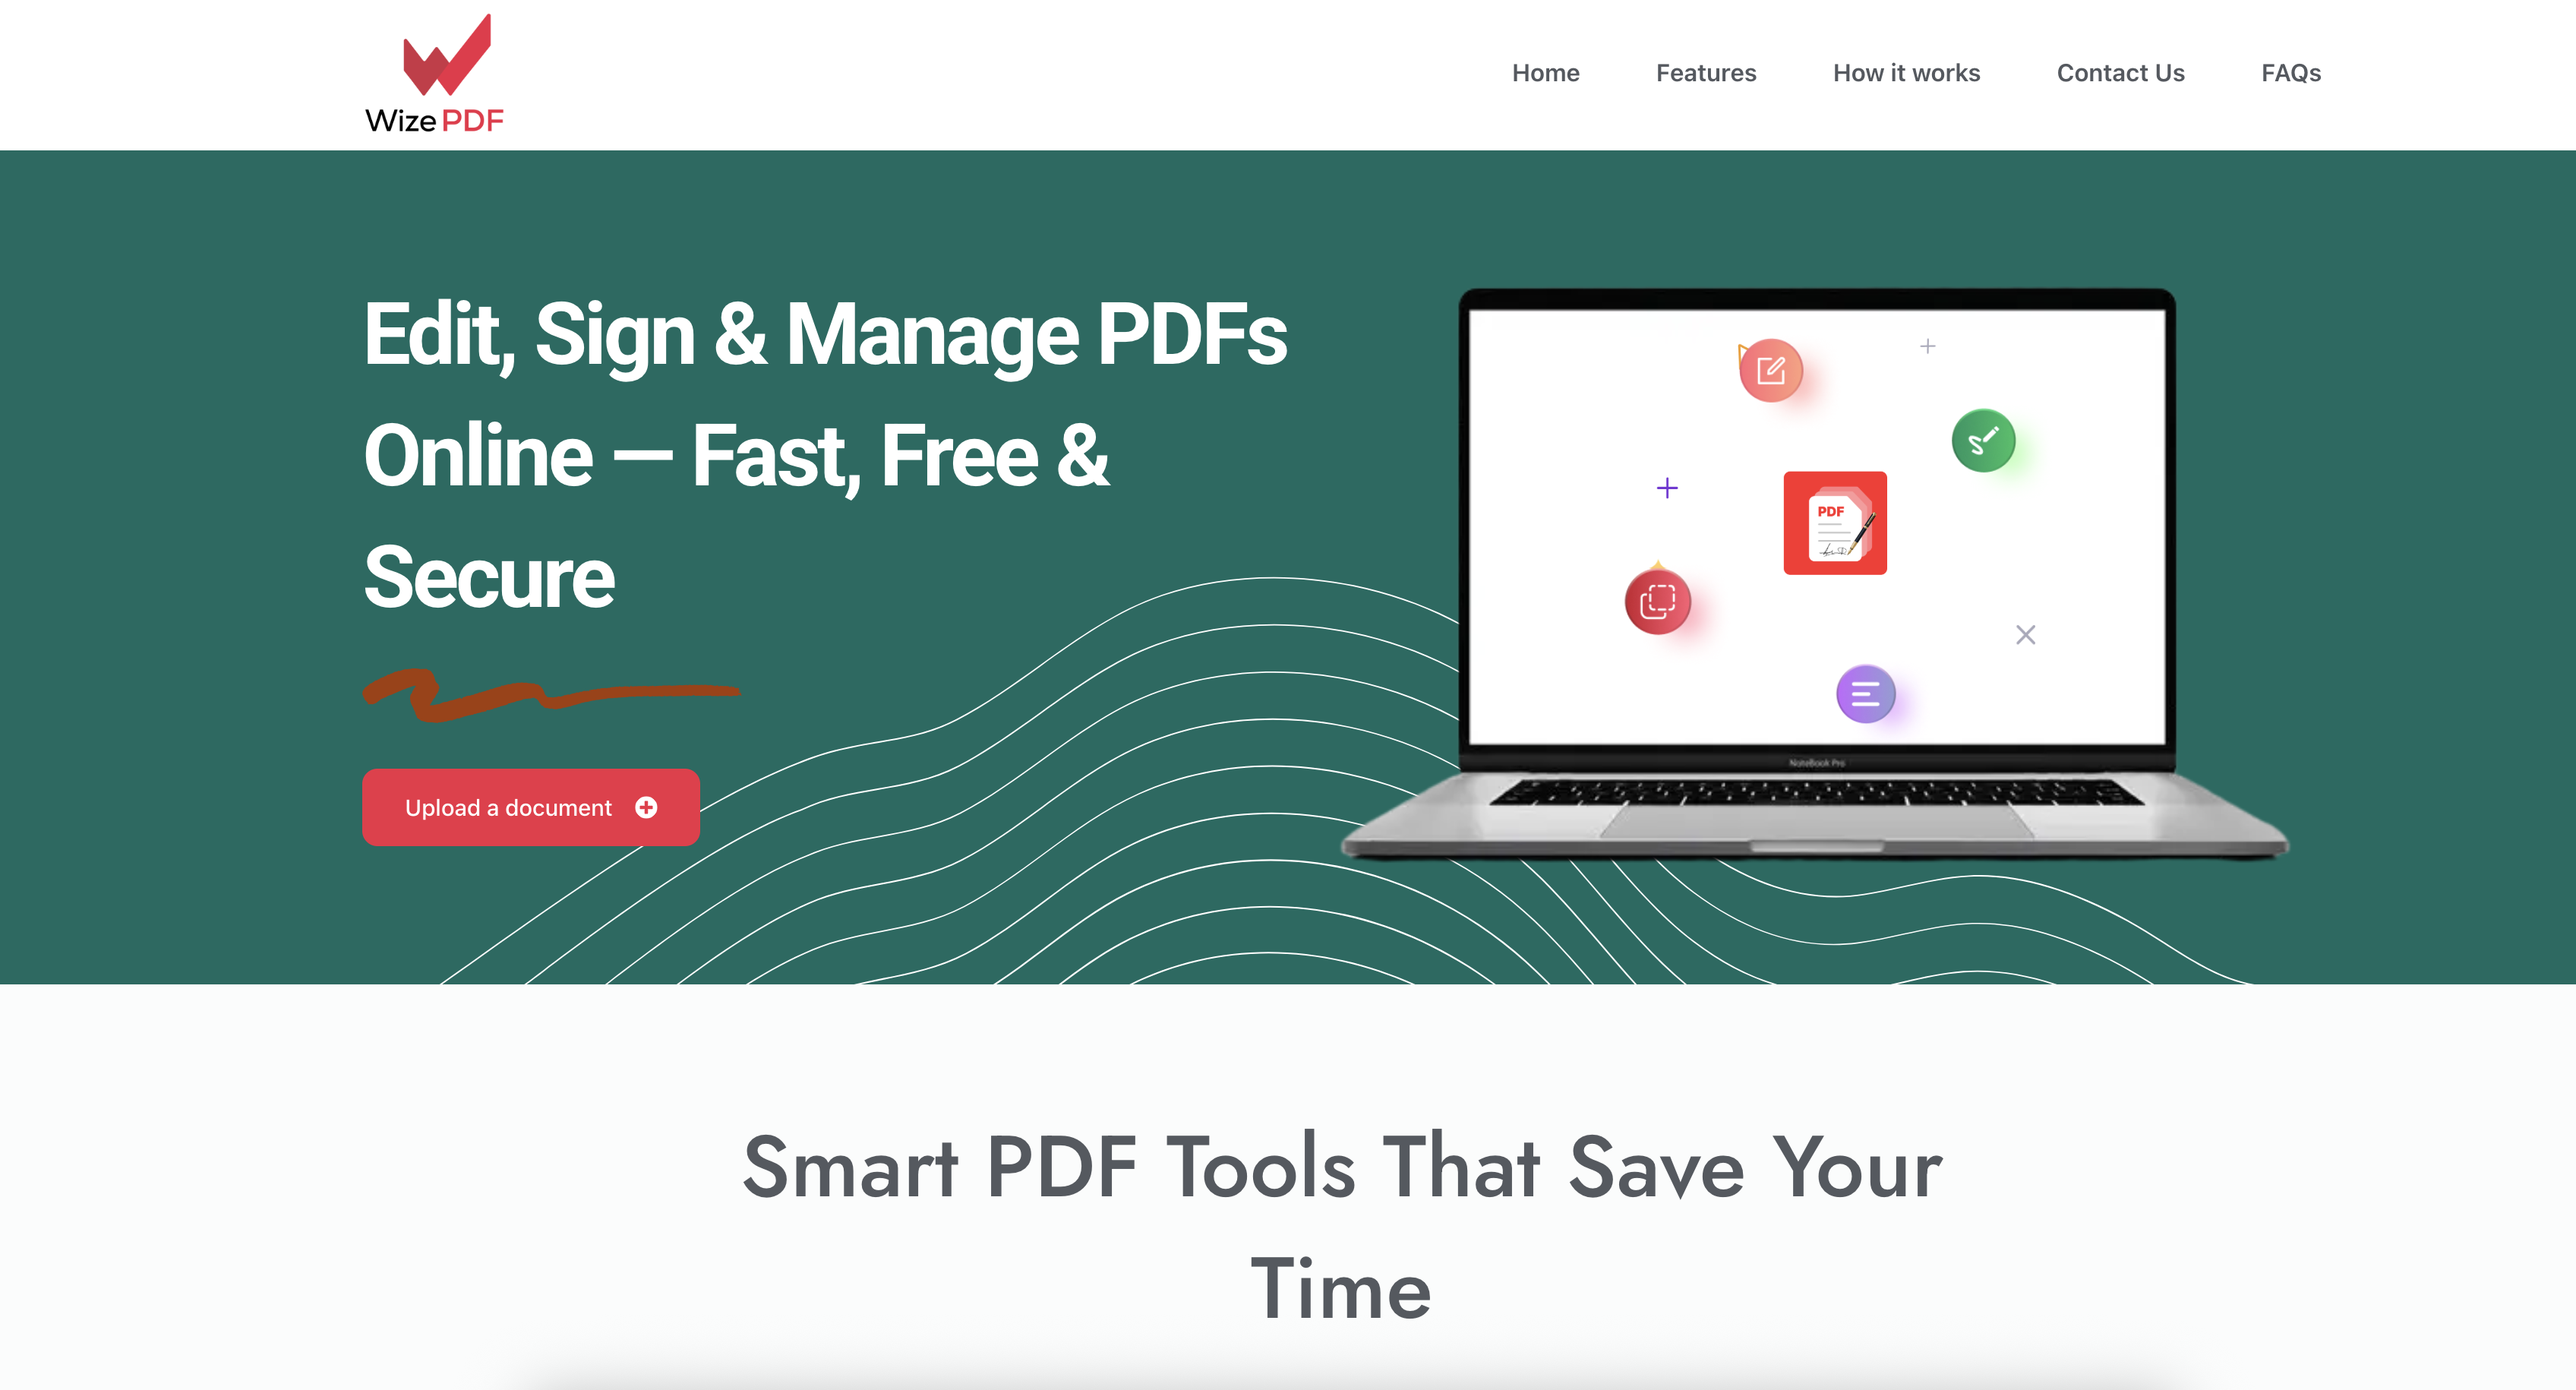 Wize PDF
Home
Features
How it works
Contact Us
FAQs
Edit, Sign & Manage PDFs
Online — Fast, Free &
Secure
PDF
NoteBook Pro
Upload a document
Smart PDF Tools That Save Your
Time